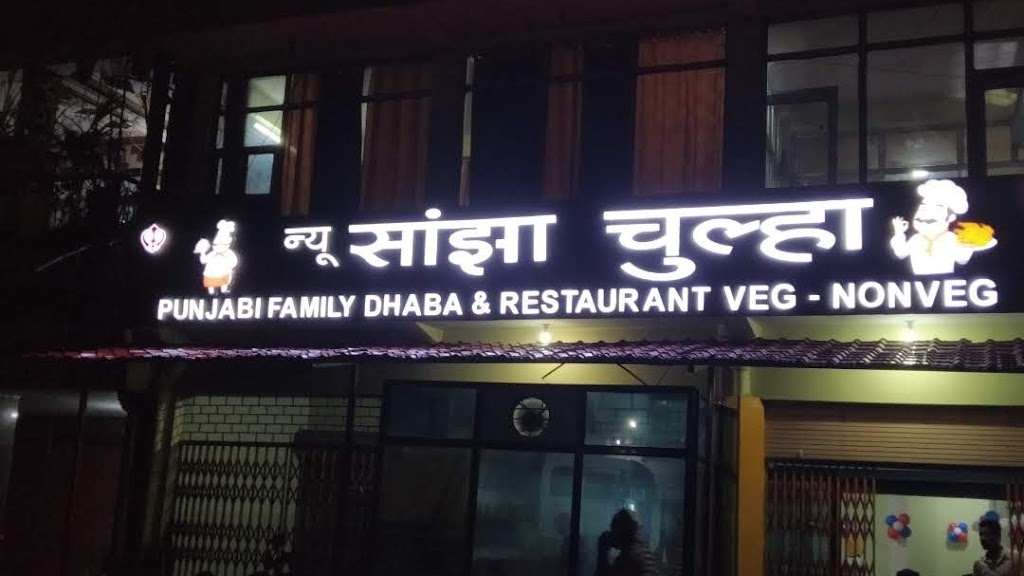 न्यू सांझा चुल्हा
PUNJABI FAMILY DHABA & RESTAURANT VEG - NONVEG